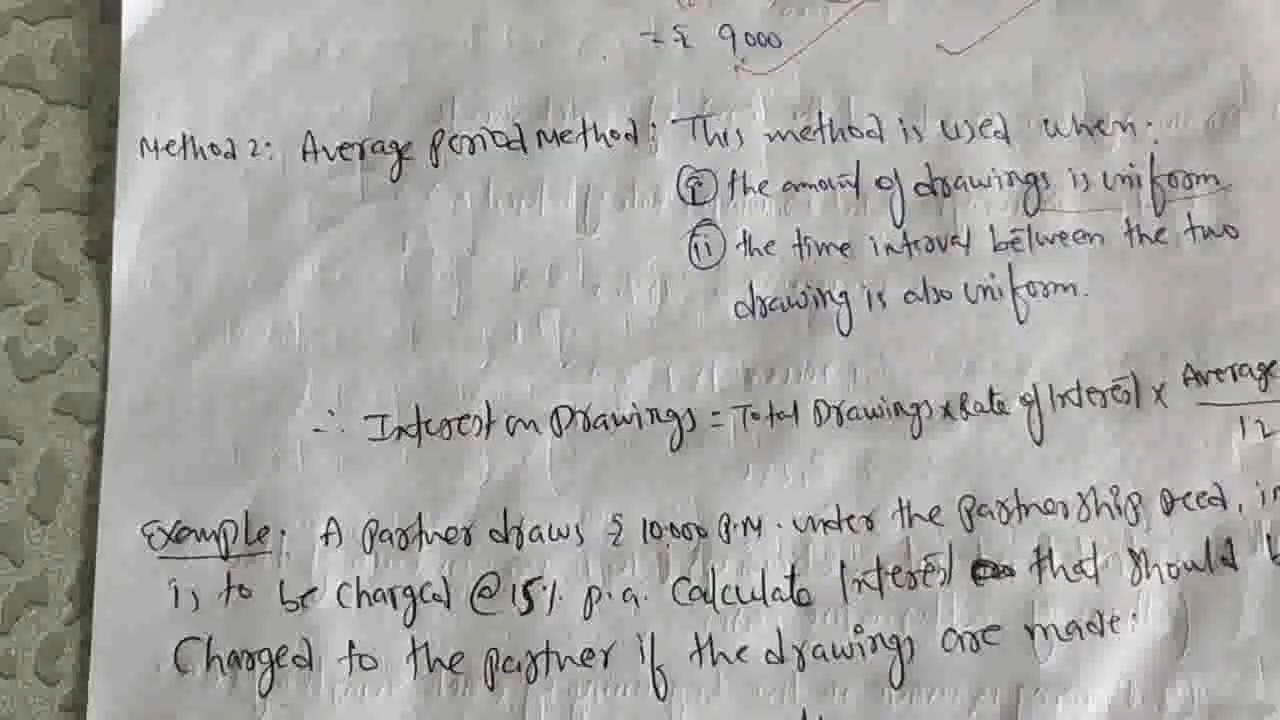 = ₹ 9000
Method 2: Average Period Method: This method is used when:
(i) the amount of drawings is uniform
(ii) the time intraval between the two
drawing is also uniform.
∴ Interest on Drawings = Total Drawings x Rate of Interest x Average
12
Example: A partner draws ₹ 10,000 P.M. under the partnership deed,
is to be charged @ 15% p.a. Calculate Interest that should
Charged to the partner if the drawings are made: